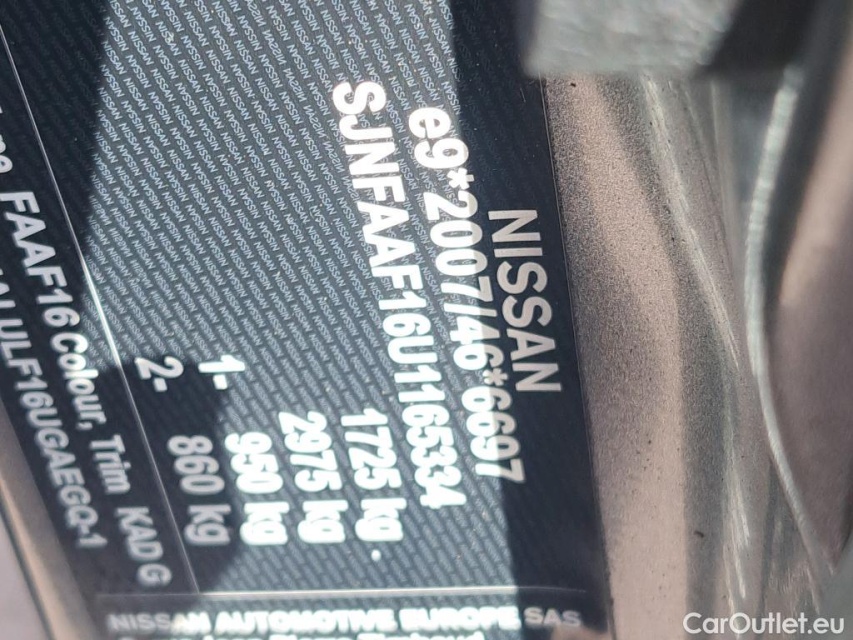 NISSAN
e9*2007/46*6697
SJNFAAF16U1165334
1725 kg
2975 kg
1- 950 kg
2- 860 kg
FAAF16 Colour, Trim KAD G
ULF16UGAEGQ-1
NISSAN AUTOMOTIVE EUROPE SAS
CarOutlet.eu